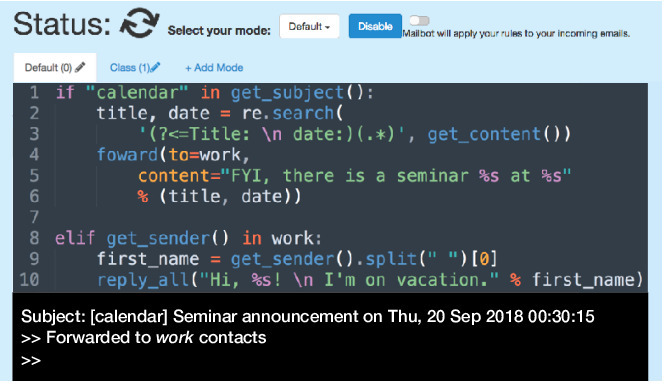 Status: Select your mode: Default Disable Mailbot will apply your rules to your incoming emails.
Default (0) Class (1) + Add Mode
1 if "calendar" in get_subject():
2     title, date = re.search(
3         '(?<=Title: \n date:)(.*)', get_content())
4     foward(to=work,
5         content="FYI, there is a seminar %s at %s"
6         % (title, date))
7
8 elif get_sender() in work:
9     first_name = get_sender().split(" ")[0]
10     reply_all("Hi, %s! \n I'm on vacation." % first_name)
Subject: [calendar] Seminar announcement on Thu, 20 Sep 2018 00:30:15
>> Forwarded to work contacts
>>